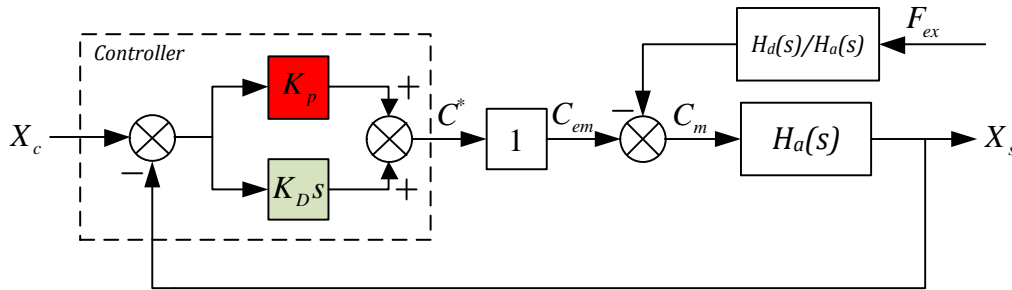 Controller
X_c
−
K_p
K_D s
+
+
C^*
1
C_em
−
C_m
H_d(s)/H_a(s)
F_ex
H_a(s)
X_s